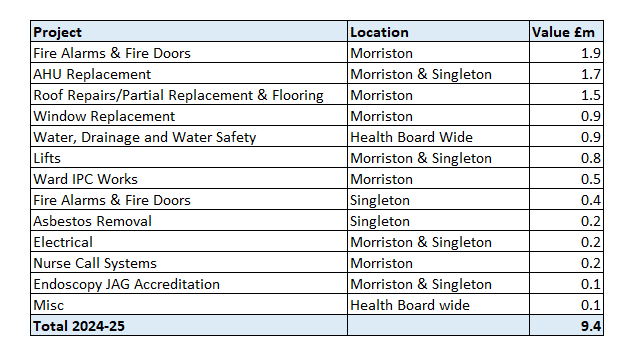 Project Location Value £m
Fire Alarms & Fire Doors Morriston 1.9
AHU Replacement Morriston & Singleton 1.7
Roof Repairs/Partial Replacement & Flooring Morriston 1.5
Window Replacement Morriston 0.9
Water, Drainage and Water Safety Health Board Wide 0.9
Lifts Morriston & Singleton 0.8
Ward IPC Works Morriston 0.5
Fire Alarms & Fire Doors Singleton 0.4
Asbestos Removal Singleton 0.2
Electrical Morriston & Singleton 0.2
Nurse Call Systems Morriston 0.2
Endoscopy JAG Accreditation Morriston & Singleton 0.1
Misc Health Board wide 0.1
Total 2024-25 9.4